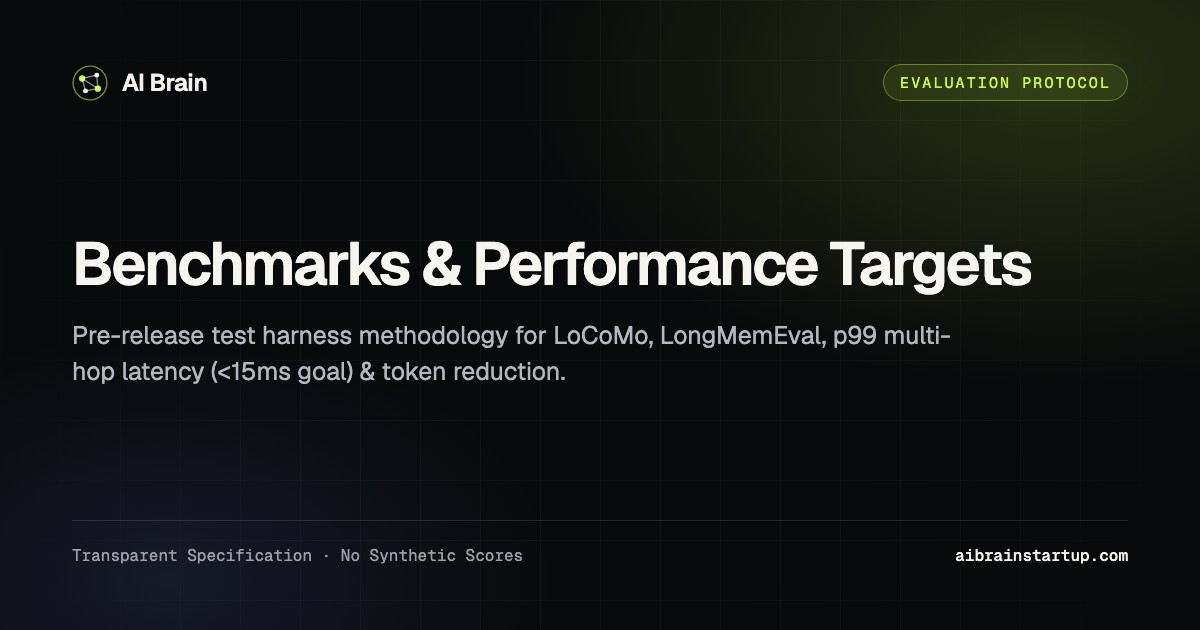 AI Brain
EVALUATION PROTOCOL
Benchmarks & Performance Targets
Pre-release test harness methodology for LoCoMo, LongMemEval, p99 multi-
hop latency (<15ms goal) & token reduction.
Transparent Specification · No Synthetic Scores
aibrainstartup.com